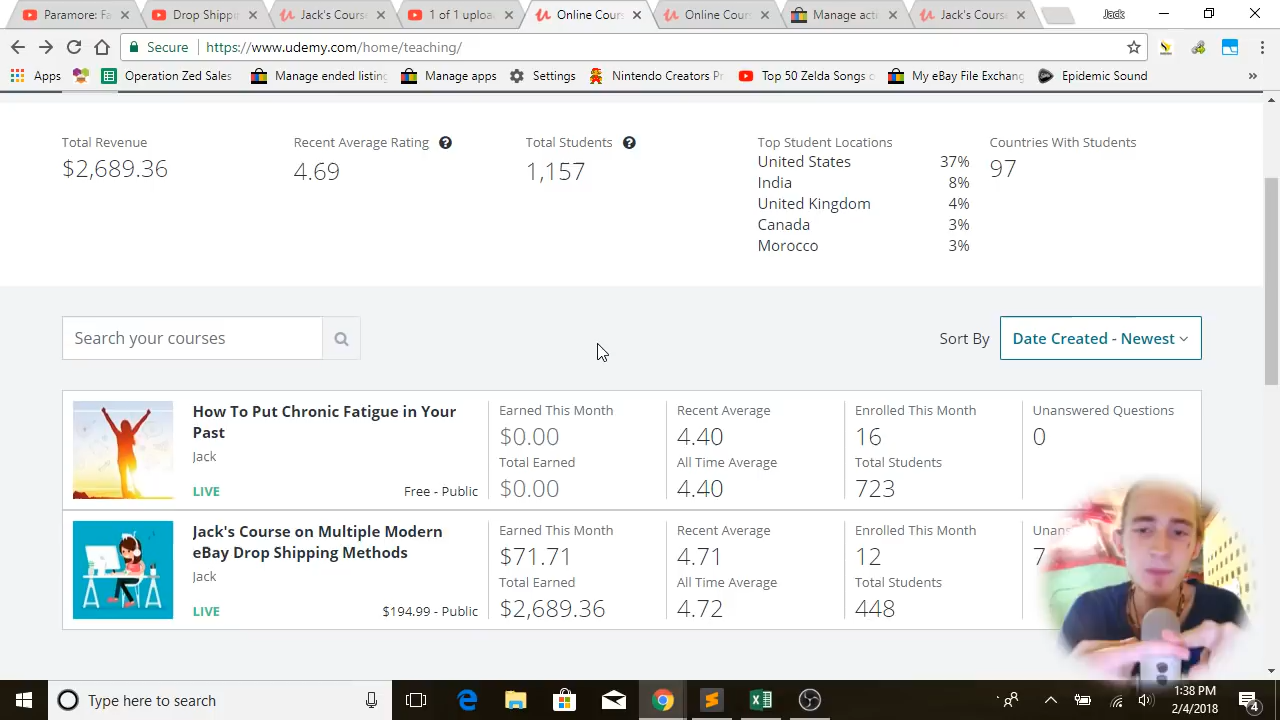 Paramore Fa
Drop Shippin
Jack's Course
1 of 1 uploa
Online Cours
Online Cours
Manage acti
Jack's Cours
Jack
Secure
https://www.udemy.com/home/teaching/
Apps
Operation Zed Sales
Manage ended listing
Manage apps
Settings
Nintendo Creators Pr
Top 50 Zelda Songs o
My eBay File Exchang
Epidemic Sound
»
Total Revenue
$2,689.36
Recent Average Rating ?
4.69
Total Students ?
1,157
Top Student Locations
United States 37%
India 8%
United Kingdom 4%
Canada 3%
Morocco 3%
Countries With Students
97
Search your courses
Sort By
Date Created - Newest
How To Put Chronic Fatigue in Your
Past
Jack
LIVE
Free - Public
Earned This Month
$0.00
Total Earned
$0.00
Recent Average
4.40
All Time Average
4.40
Enrolled This Month
16
Total Students
723
Unanswered Questions
0
Jack's Course on Multiple Modern
eBay Drop Shipping Methods
Jack
LIVE
$194.99 - Public
Earned This Month
$71.71
Total Earned
$2,689.36
Recent Average
4.71
All Time Average
4.72
Enrolled This Month
12
Total Students
448
Unans
7
Type here to search
1:38 PM
2/4/2018
4